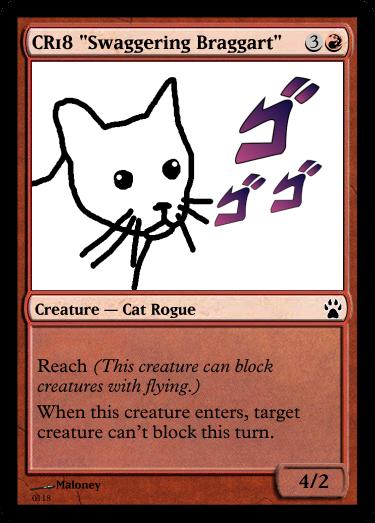 CR18 "Swaggering Braggart" 3
ゴ
ゴ ゴ
Creature — Cat Rogue
Reach (This creature can block
creatures with flying.)
When this creature enters, target
creature can't block this turn.
4/2
Maloney
0118